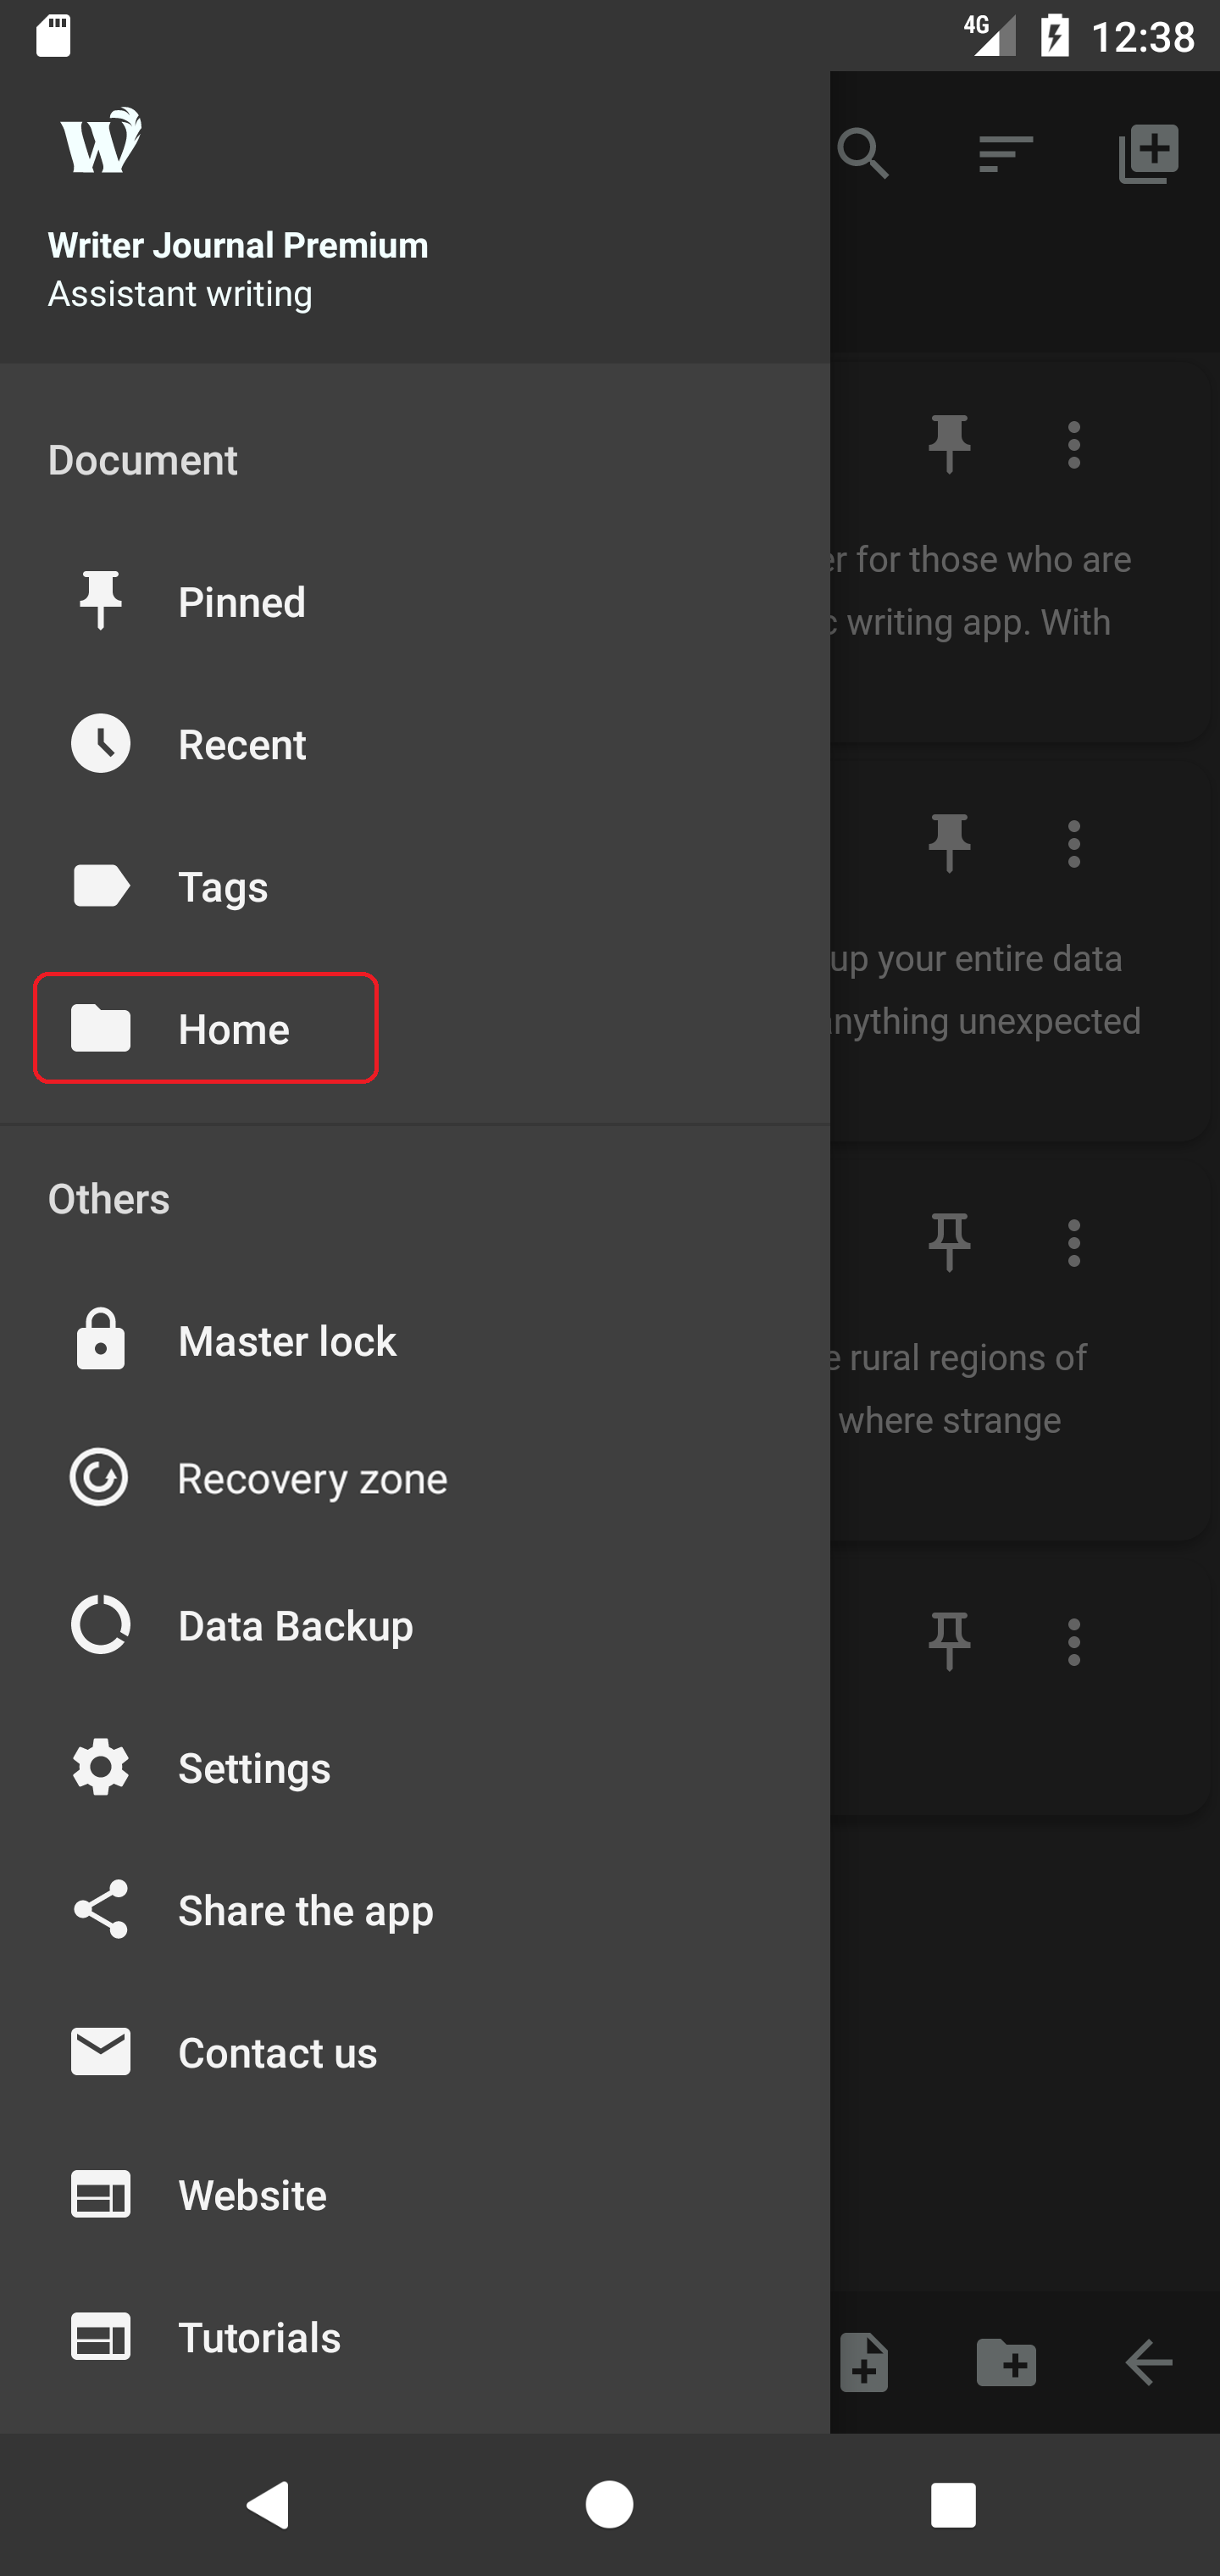 4G 12:38
W
Writer Journal Premium
Assistant writing
Document
Pinned
Recent
for those who are
writing app. With
Tags
up your entire data
Home
unexpected
Others
Master lock
rural regions of
where strange
Recovery zone
Data Backup
Settings
Share the app
Contact us
Website
Tutorials